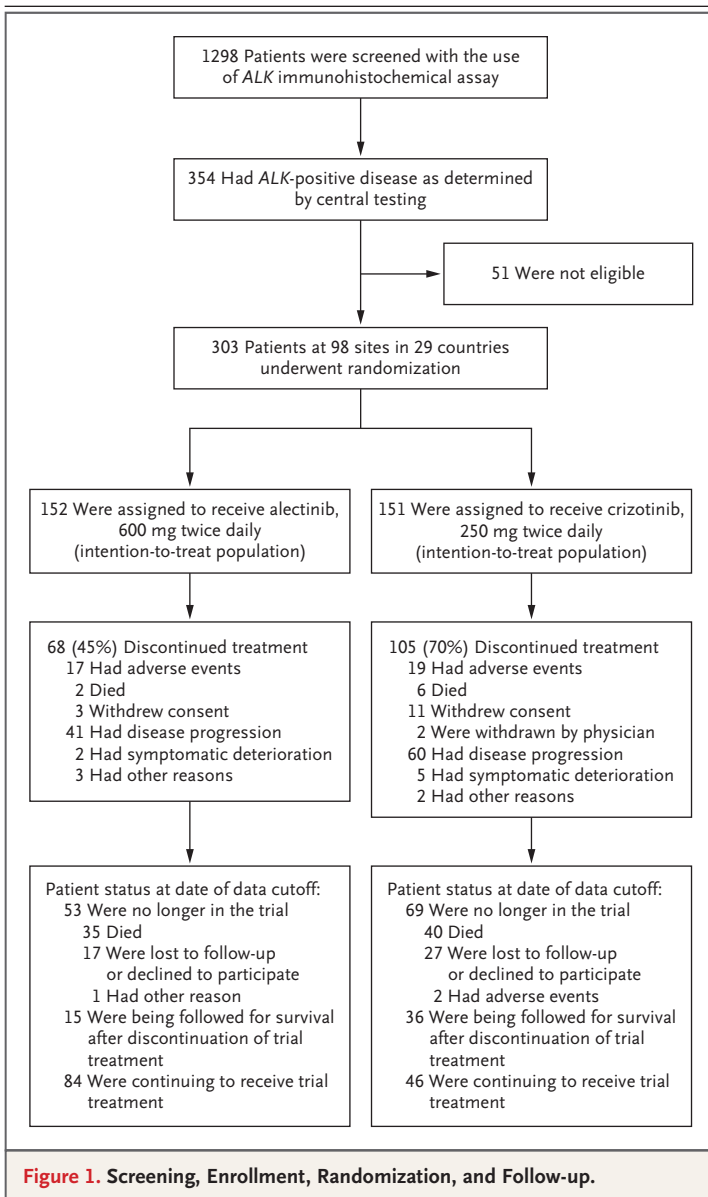 1298 Patients were screened with the use
of ALK immunohistochemical assay
354 Had ALK-positive disease as determined
by central testing
51 Were not eligible
303 Patients at 98 sites in 29 countries
underwent randomization
152 Were assigned to receive alectinib,
600 mg twice daily
(intention-to-treat population)
151 Were assigned to receive crizotinib,
250 mg twice daily
(intention-to-treat population)
68 (45%) Discontinued treatment
17 Had adverse events
2 Died
3 Withdrew consent
41 Had disease progression
2 Had symptomatic deterioration
3 Had other reasons
105 (70%) Discontinued treatment
19 Had adverse events
6 Died
11 Withdrew consent
2 Were withdrawn by physician
60 Had disease progression
5 Had symptomatic deterioration
2 Had other reasons
Patient status at date of data cutoff:
53 Were no longer in the trial
35 Died
17 Were lost to follow-up
or declined to participate
1 Had other reason
15 Were being followed for survival
after discontinuation of trial
treatment
84 Were continuing to receive trial
treatment
Patient status at date of data cutoff:
69 Were no longer in the trial
40 Died
27 Were lost to follow-up
or declined to participate
2 Had adverse events
36 Were being followed for survival
after discontinuation of trial
treatment
46 Were continuing to receive trial
treatment
Figure 1. Screening, Enrollment, Randomization, and Follow-up.